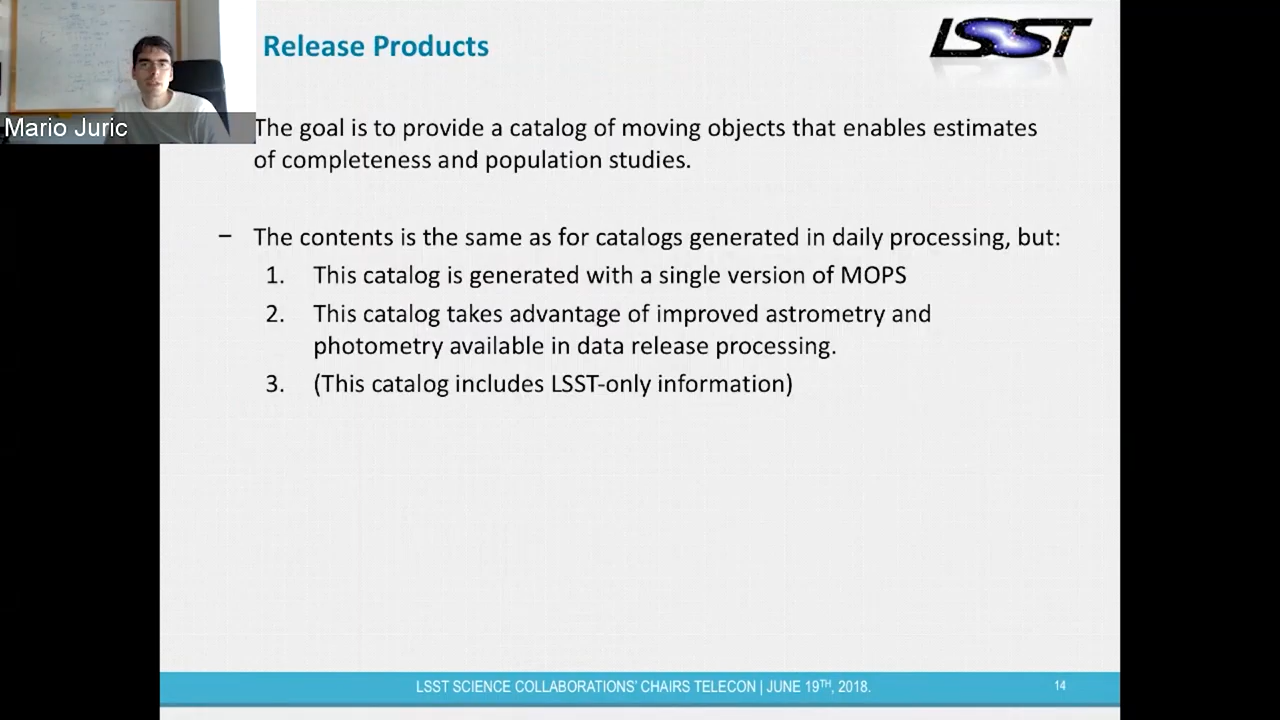 Release Products
LSST
Mario Juric
The goal is to provide a catalog of moving objects that enables estimates
of completeness and population studies.
– The contents is the same as for catalogs generated in daily processing, but:
1. This catalog is generated with a single version of MOPS
2. This catalog takes advantage of improved astrometry and
photometry available in data release processing.
3. (This catalog includes LSST-only information)
LSST SCIENCE COLLABORATIONS' CHAIRS TELECON | JUNE 19TH, 2018.
14